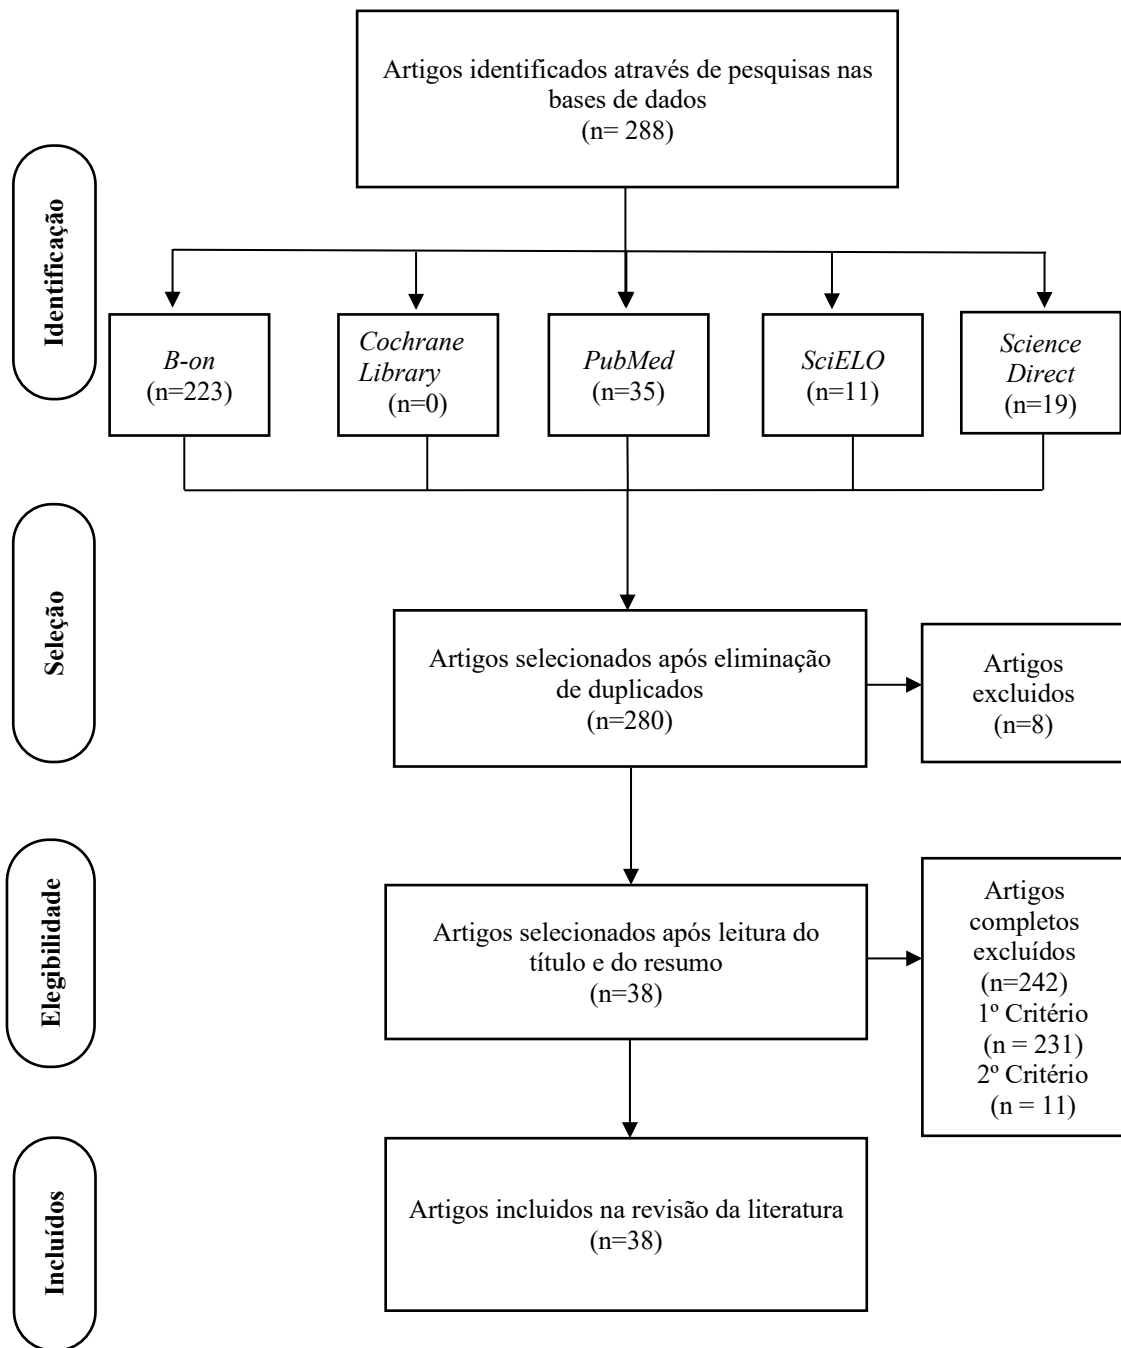 Artigos identificados através de pesquisas nas
bases de dados
(n= 288)
Identificação
B-on
(n=223)
Cochrane
Library
(n=0)
PubMed
(n=35)
SciELO
(n=11)
Science
Direct
(n=19)
Seleção
Artigos selecionados após eliminação
de duplicados
(n=280)
Artigos
excluidos
(n=8)
Elegibilidade
Artigos selecionados após leitura do
título e do resumo
(n=38)
Artigos
completos
excluídos
(n=242)
1º Critério
(n = 231)
2º Critério
(n = 11)
Incluídos
Artigos incluidos na revisão da literatura
(n=38)